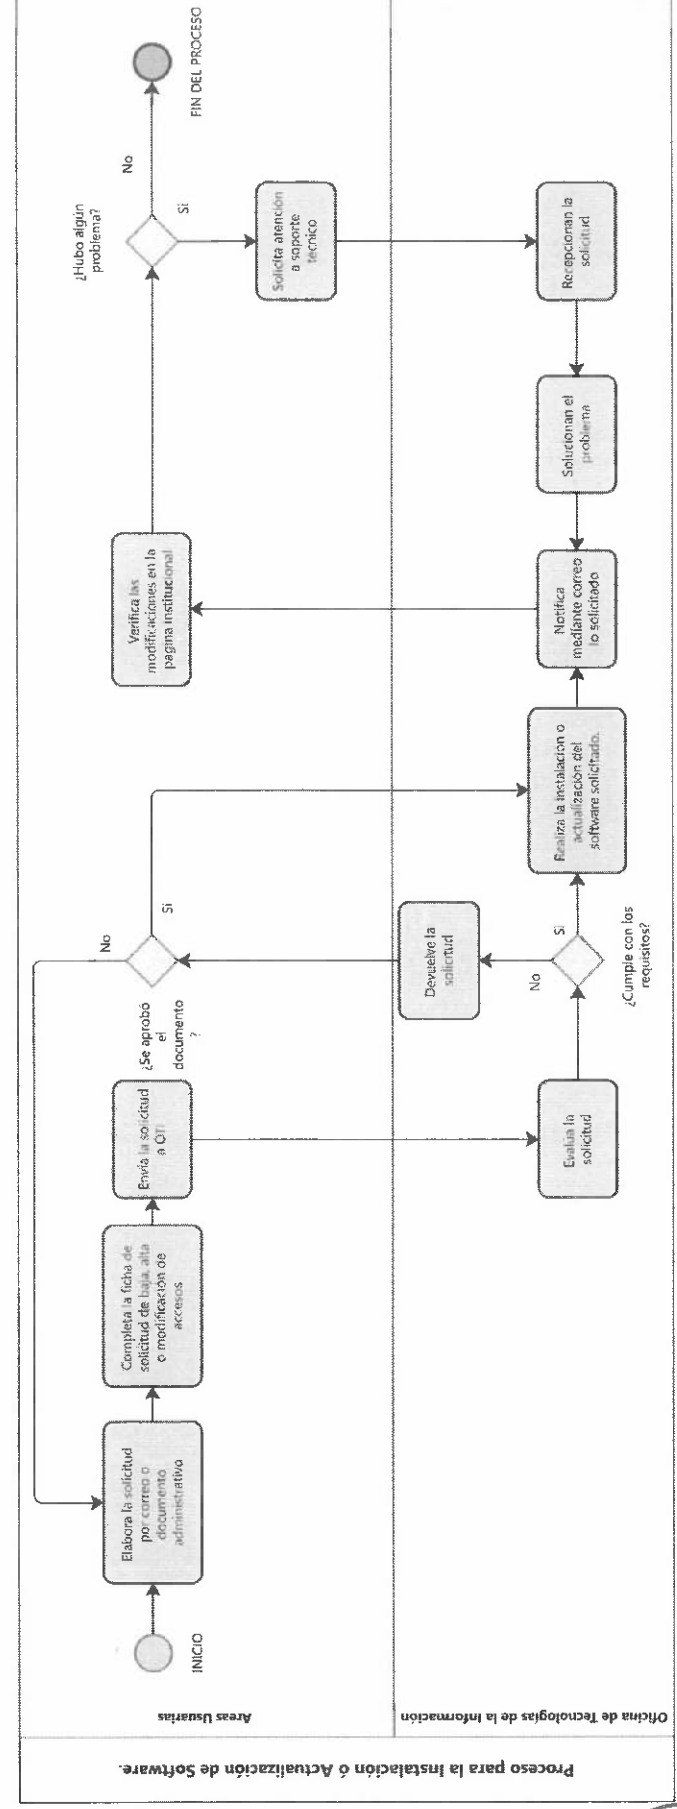 Proceso para la Instalación ó Actualización de Software.
Areas Usuarias
INICIO
Elabora la solicitud
por correo o
documento
administrativo
Completa la ficha de
solicitud de baja, alta
o modificación de
accesos
Envia la solicitud
a OTI
¿Se aprobó
el
documento
?
No
Si
Verifica las
modificaciones en la
pagina institucional
¿Hubo algún
problema?
No
Si
FIN DEL PROCESO
Solicita atención
a soporte
técnico
Oficina de Tecnologías de la Información
Evalúa la
solicitud
¿Cumple con los
requisitos?
No
Si
Devuelve la
solicitud
Realiza la instalación o
actualización del
software solicitado.
Notifica
mediante correo
lo solicitado
Solucionan el
problema
Recepcionan la
solicitud